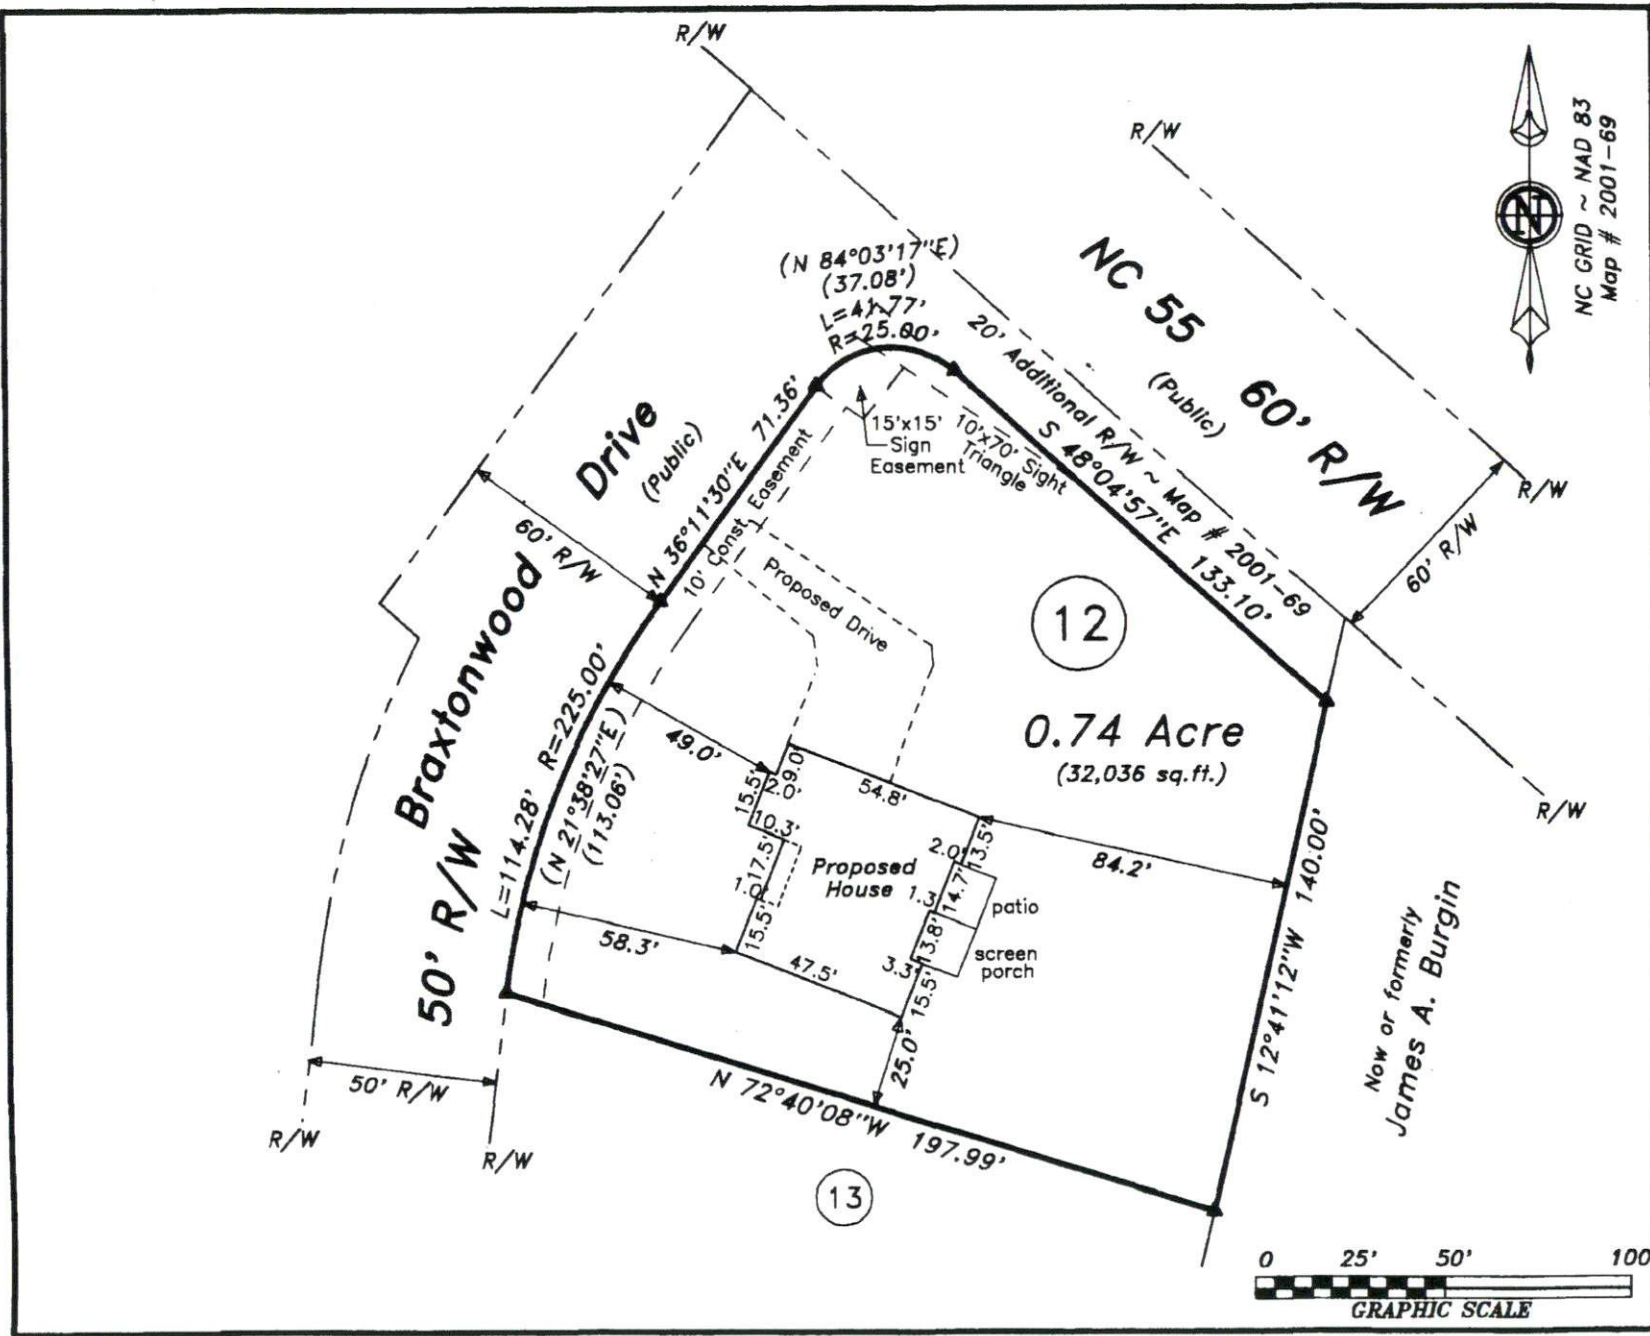 R/W
R/W
NC GRID ~ NAD 83
Map # 2001-69
N
(N 84°03'17"E)
(37.08')
L=41.77'
R=25.00'
NC 55 60' R/W
(Public)
20' Additional R/W ~ Map # 2001-69
S 48°04'57"E 133.10'
10'x70' Sight
Triangle
15'x15'
Sign
Easement
R/W
60' R/W
R/W
Braxtonwood Drive
(Public)
60' R/W
N 36°11'30"E 71.36'
10' Const. Easement
Proposed Drive
12
0.74 Acre
(32,036 sq.ft.)
L=114.28' R=225.00'
(N 21°38'27"E)
(113.06')
50' R/W
49.0'
9.0'
2.0'
15.5'
54.8'
10.3'
17.5'
1.0'
15.5'
Proposed
House
2.0'
13.5'
84.2'
14.7'
1.3'
patio
13.8'
screen
porch
3.3'
15.5'
58.3'
47.5'
25.0'
S 12°41'12"W 140.00'
Now or formerly
James A. Burgin
50' R/W
R/W
R/W
N 72°40'08"W 197.99'
13
0 25' 50' 100
GRAPHIC SCALE